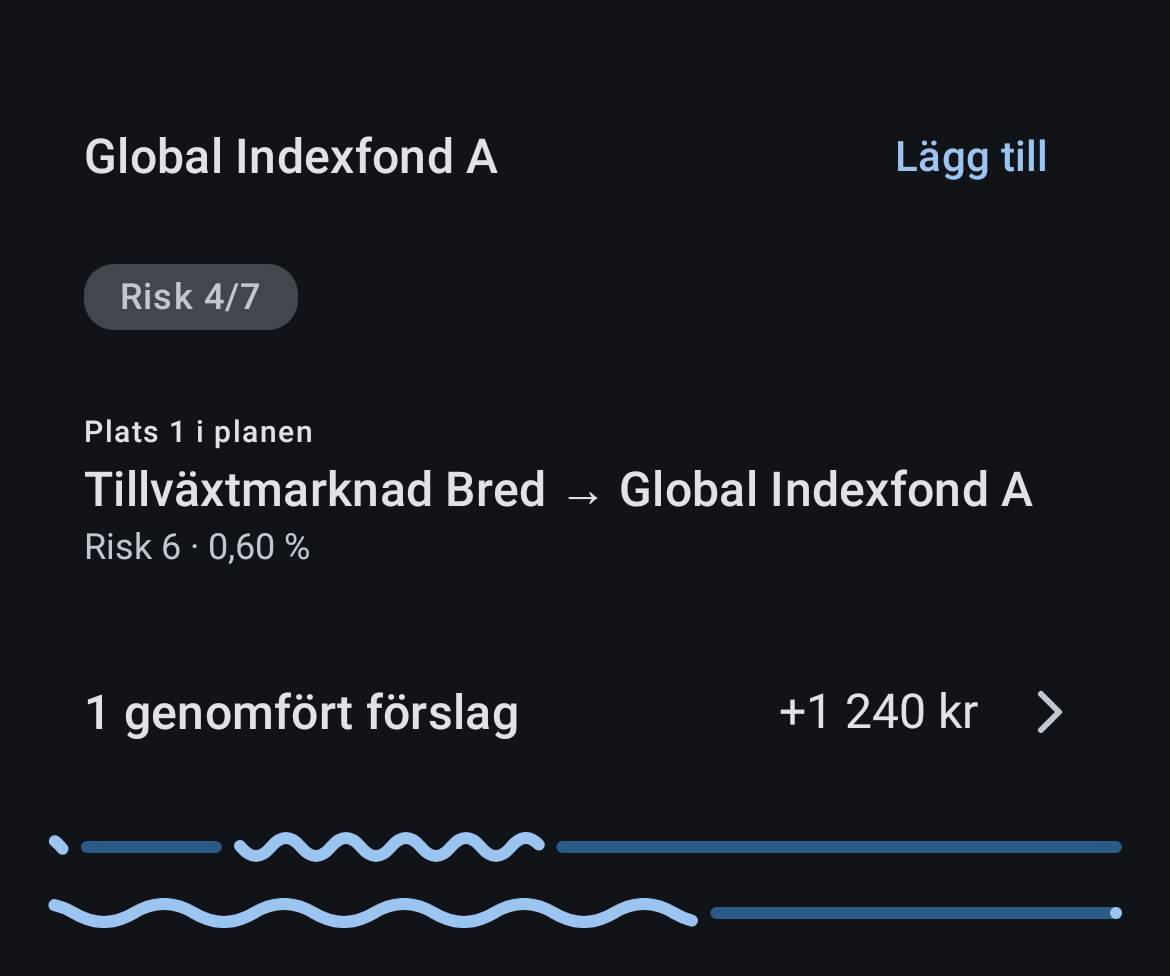 Global Indexfond A
Lägg till
Risk 4/7
Plats 1 i planen
Tillväxtmarknad Bred → Global Indexfond A
Risk 6 · 0,60 %
1 genomfört förslag
+1 240 kr